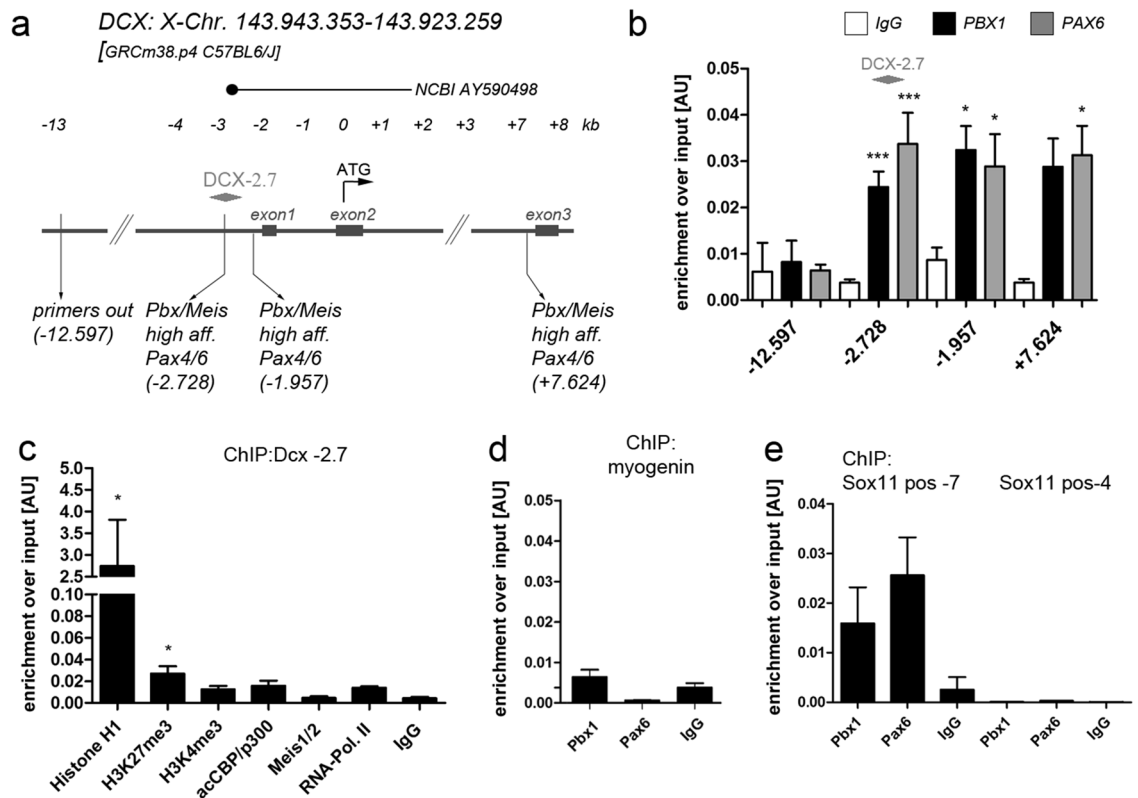 a
DCX: X-Chr. 143.943.353-143.923.259
[GRCm38.p4 C57BL6/J]
NCBI AY590498
-13 -4 -3 -2 -1 0 +1 +2 +3 +7 +8 kb
DCX-2.7
ATG
exon1 exon2 exon3
primers out
(-12.597)
Pbx/Meis
high aff.
Pax4/6
(-2.728)
Pbx/Meis
high aff.
Pax4/6
(-1.957)
Pbx/Meis
high aff.
Pax4/6
(+7.624)
b
IgG PBX1 PAX6
DCX-2.7
enrichment over input [AU]
0.05
0.04
0.03
0.02
0.01
0.00
*** *** * * *
-12.597 -2.728 -1.957 +7.624
c
ChIP:Dcx -2.7
enrichment over input [AU]
5.0
4.5
4.0
3.5
3.0
2.5
0.10
0.08
0.06
0.04
0.02
0.00
* *
Histone H1 H3K27me3 H3K4me3 acCBP/p300 Meis1/2 RNA-Pol. II IgG
d
ChIP:
myogenin
enrichment over input [AU]
0.05
0.04
0.03
0.02
0.01
0.00
Pbx1 Pax6 IgG
e
ChIP:
Sox11 pos -7 Sox11 pos-4
enrichment over input [AU]
0.04
0.03
0.02
0.01
0.00
Pbx1 Pax6 IgG Pbx1 Pax6 IgG